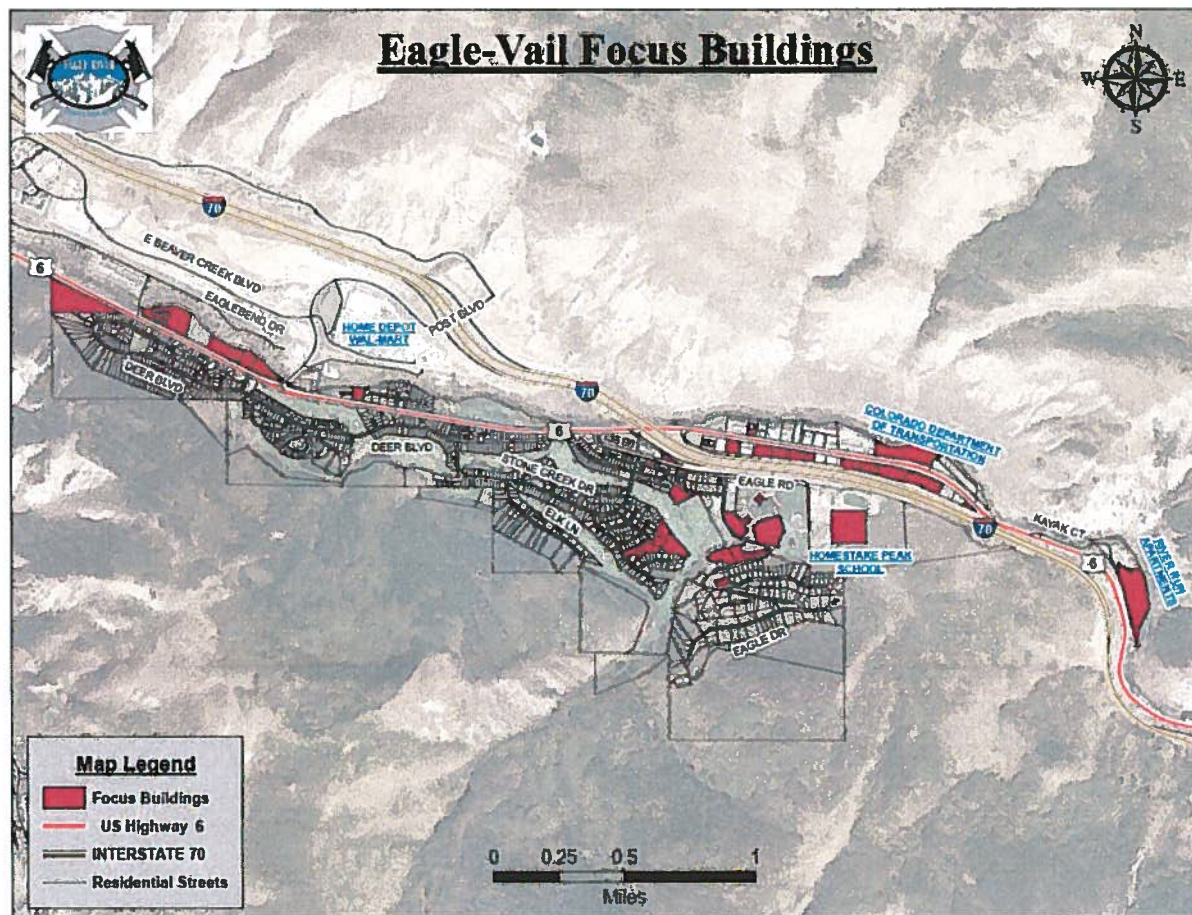 Eagle-Vail Focus Buildings
EAGLE RIVER
N
W
E
S
70
6
E BEAVER CREEK BLVD
EAGLEBEND DR
POST BLVD
HOME DEPOT
WAL-MART
DEER BLVD
70
DEER BLVD
6
STONE CREEK DR
ELK LN
EAGLE RD
COLORADO DEPARTMENT
OF TRANSPORTATION
70
KAYAK CT
6
HOMESTAKE PEAK
SCHOOL
RIVER RUN
APARTMENTS
EAGLE DR
Map Legend
Focus Buildings
US Highway 6
INTERSTATE 70
Residential Streets
0 0.25 0.5 1
Miles